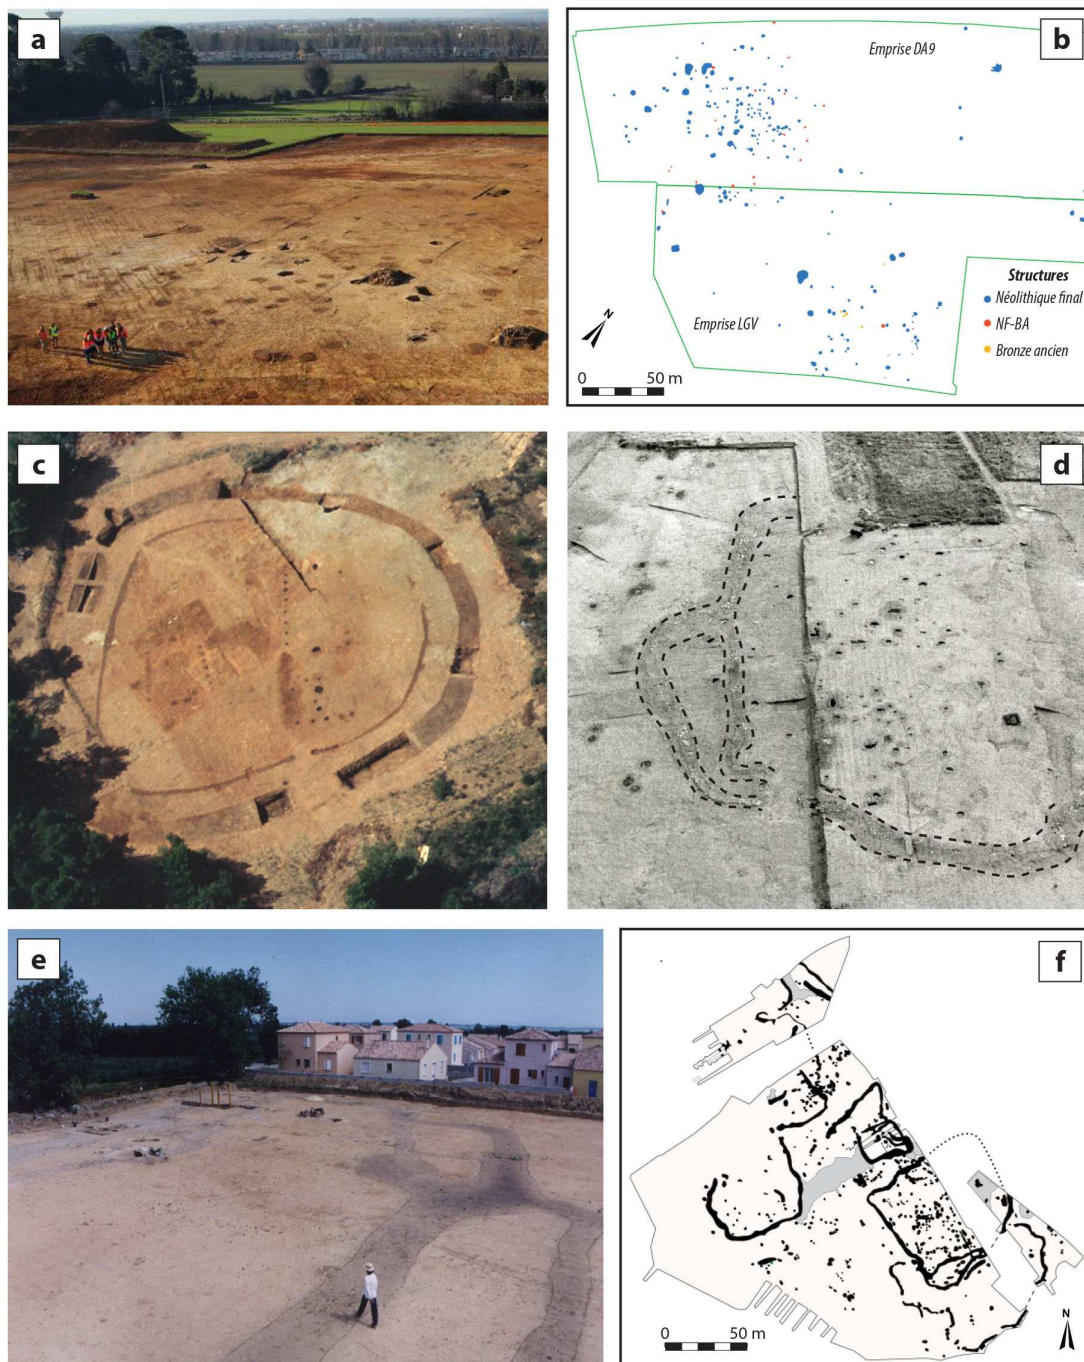 a
b
Emprise DA9
Emprise LGV
Structures
Néolithique final
NF-BA
Bronze ancien
N
0 50 m
c
d
e
f
N
0 50 m